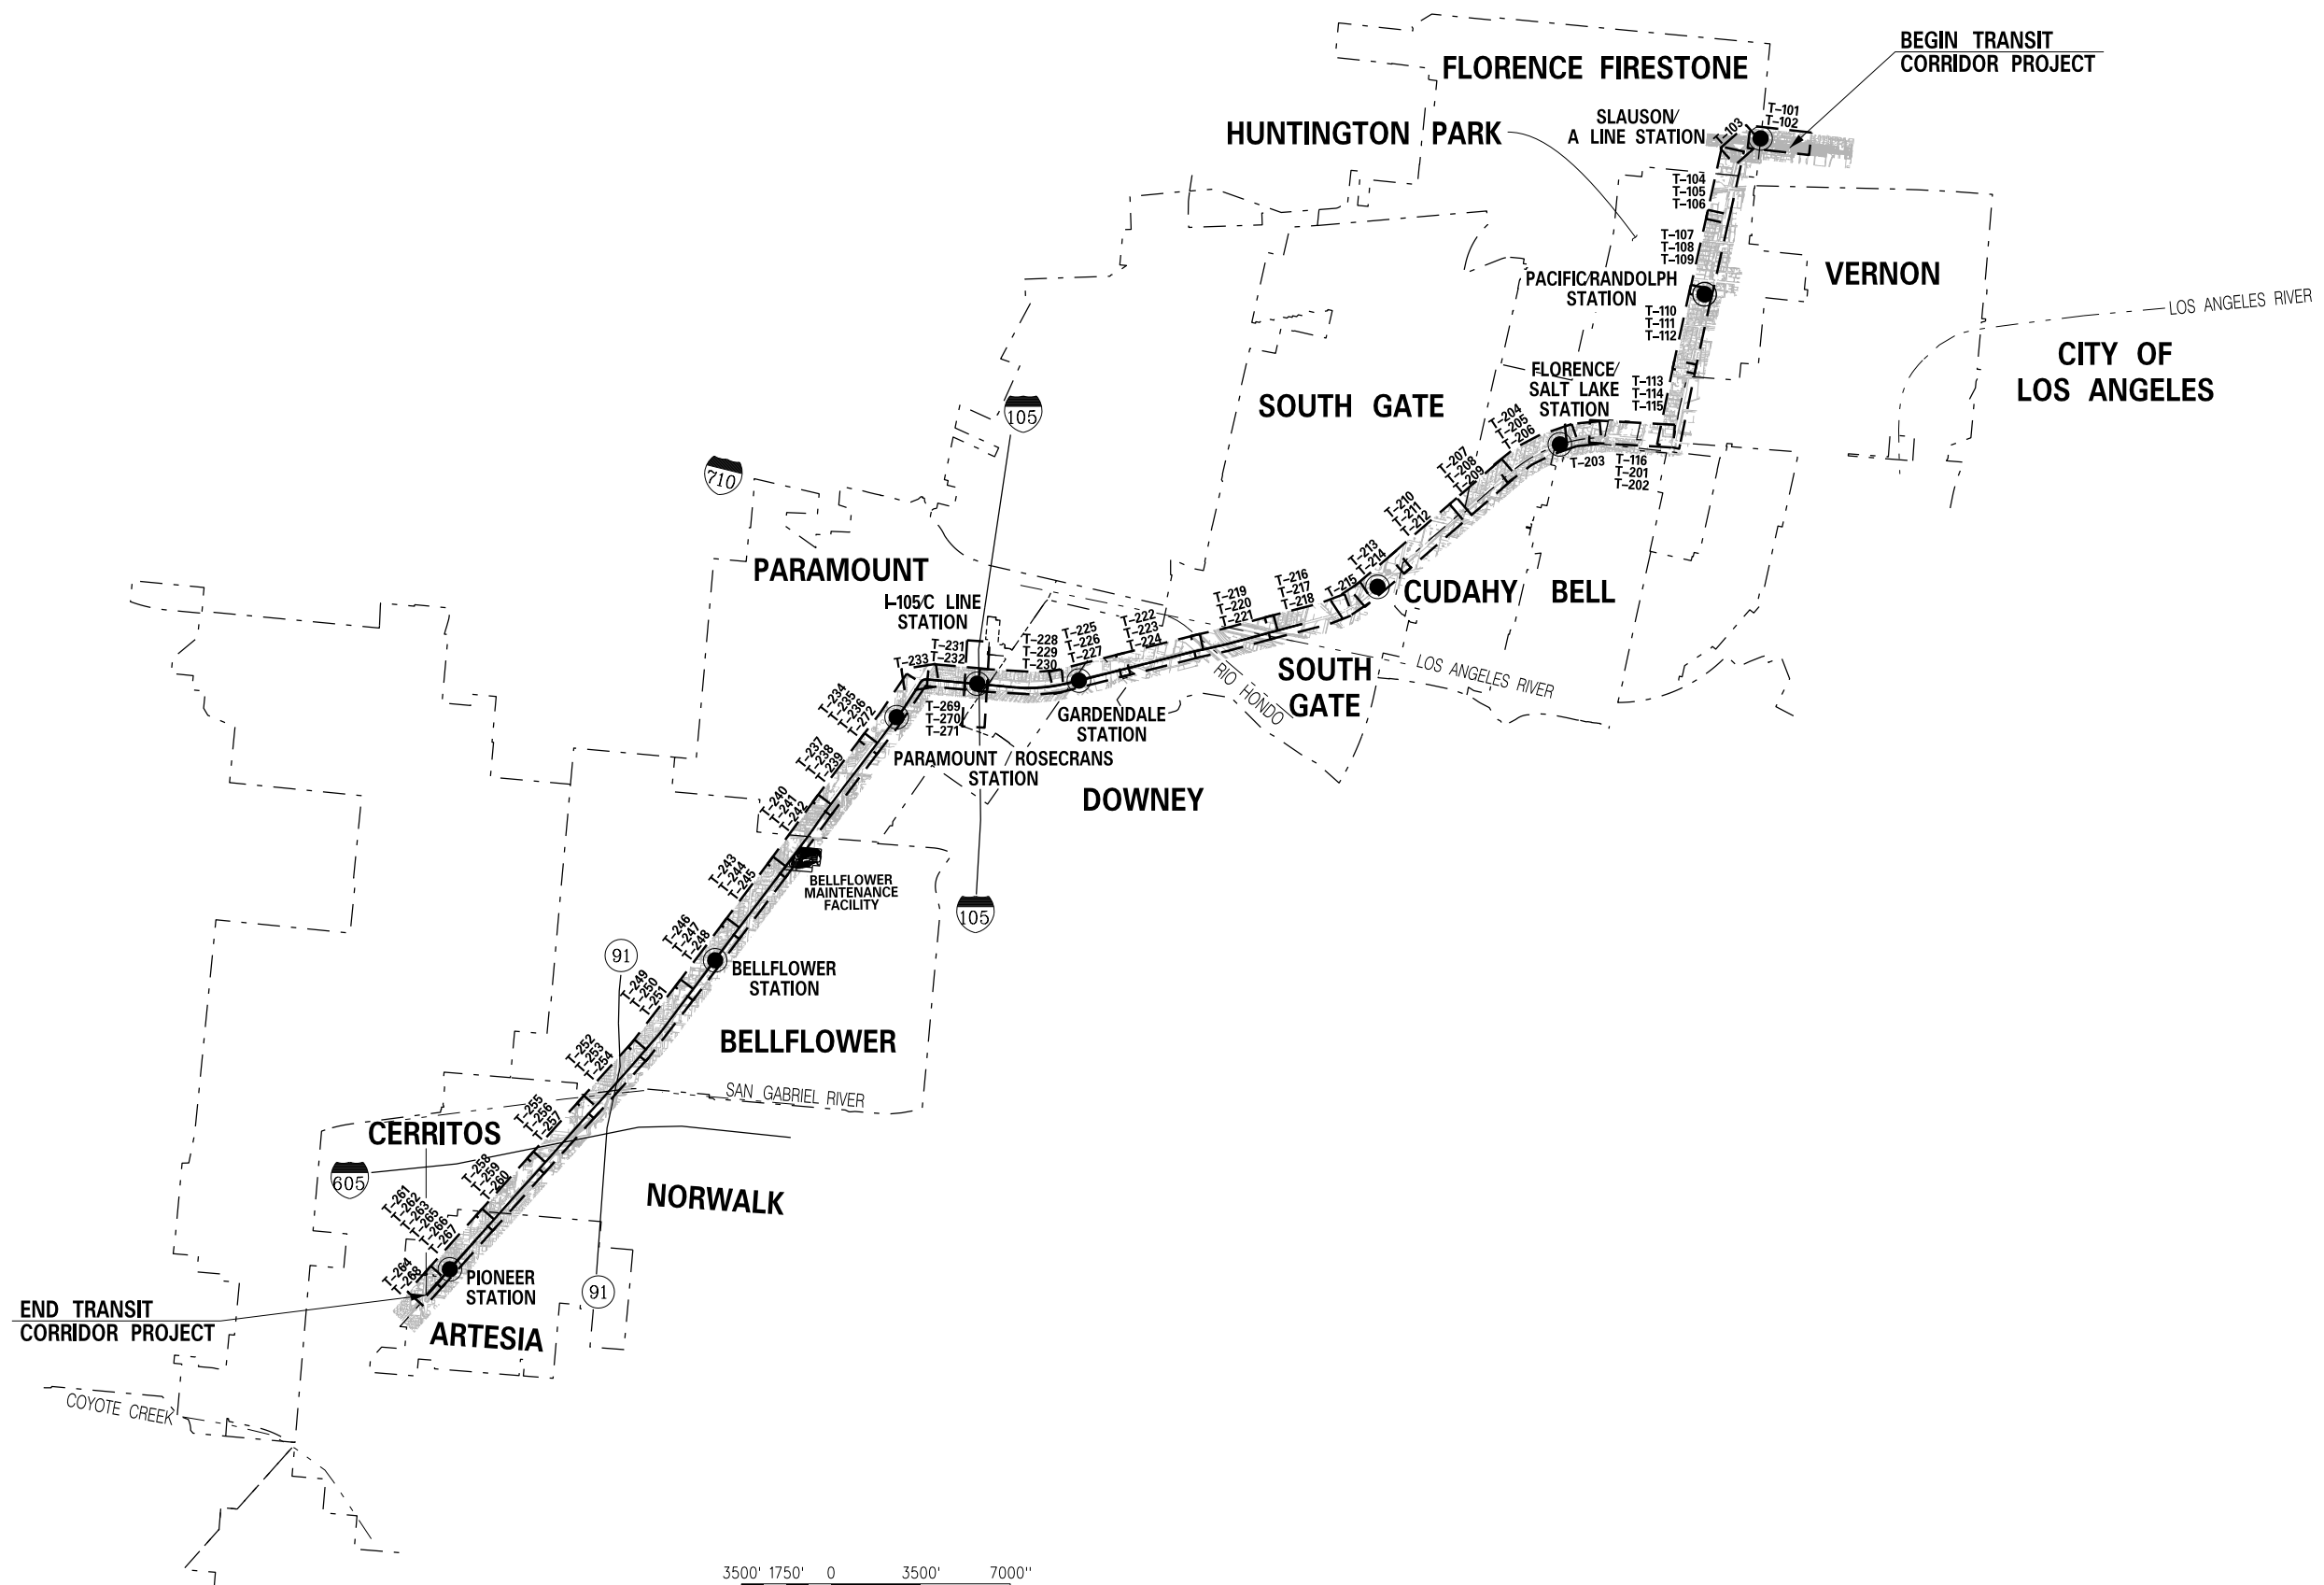 BEGIN TRANSIT
CORRIDOR PROJECT
FLORENCE FIRESTONE
HUNTINGTON PARK
SLAUSON/
A LINE STATION
T-101
T-102
T-103
T-104
T-105
T-106
T-107
T-108
T-109
VERNON
PACIFIC/RANDOLPH
STATION
LOS ANGELES RIVER
T-110
T-111
T-112
CITY OF
LOS ANGELES
FLORENCE/
SALT LAKE
STATION
T-113
T-114
T-115
SOUTH GATE
105
T-204
T-205
T-206
T-203
T-116
T-201
T-202
T-207
T-208
T-209
710
T-210
T-211
T-212
T-213
T-214
PARAMOUNT
CUDAHY
BELL
T-215
T-216
T-217
T-218
T-219
T-220
T-221
I-105/C LINE
STATION
T-222
T-223
T-224
T-225
T-226
T-227
T-228
T-229
T-230
T-231
T-232
T-233
SOUTH
GATE
LOS ANGELES RIVER
RIO HONDO
T-234
T-235
T-236
T-272
T-269
T-270
T-271
GARDENDALE
STATION
PARAMOUNT ROSECRANS
STATION
T-237
T-238
T-239
DOWNEY
T-240
T-241
T-242
T-243
T-244
T-245
BELLFLOWER
MAINTENANCE
FACILITY
105
T-246
T-247
T-248
91
BELLFLOWER
STATION
T-249
T-250
T-251
BELLFLOWER
T-252
T-253
T-254
SAN GABRIEL RIVER
T-255
T-256
T-257
CERRITOS
605
T-258
T-259
T-260
NORWALK
T-261
T-262
T-263
T-265
T-266
T-267
T-264
T-268
PIONEER
STATION
91
END TRANSIT
CORRIDOR PROJECT
ARTESIA
COYOTE CREEK
3500' 1750' 0 3500' 7000''